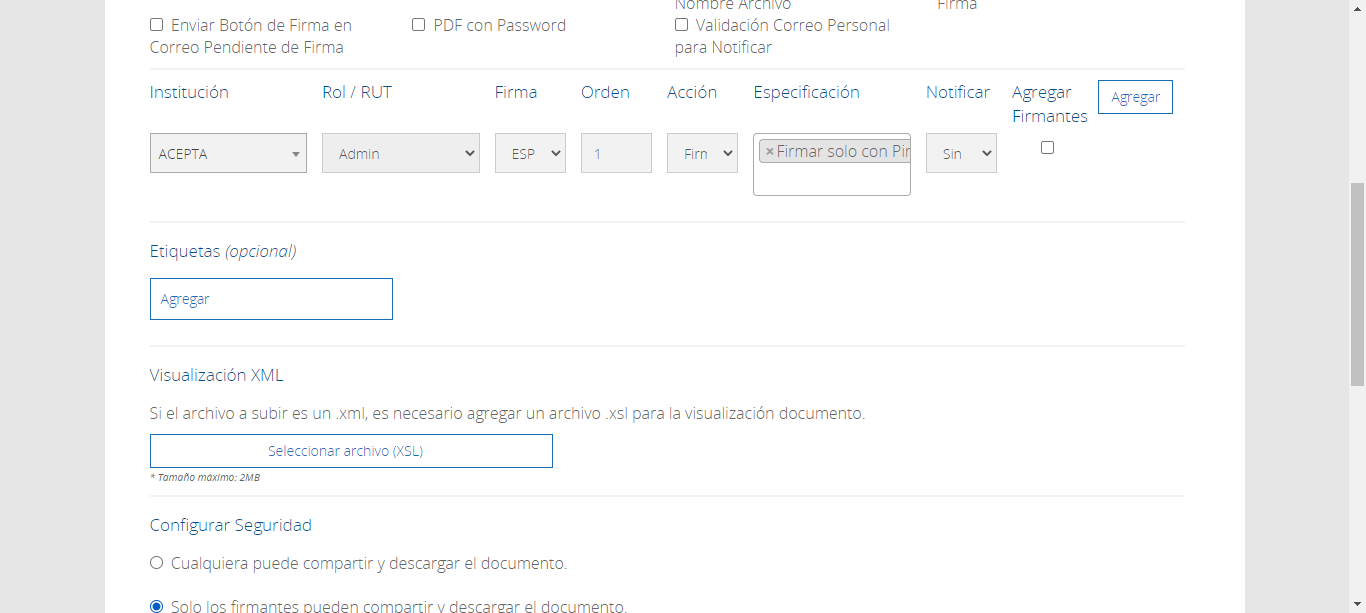 Nombre Archivo
Firma
Enviar Botón de Firma en
Correo Pendiente de Firma
PDF con Password
Validación Correo Personal
para Notificar
Institución
Rol / RUT
Firma
Orden
Acción
Especificación
Notificar
Agregar
Firmantes
Agregar
ACEPTA
Admin
ESP
1
Firn
×Firmar solo con Pin
Sin
Etiquetas (opcional)
Agregar
Visualización XML
Si el archivo a subir es un .xml, es necesario agregar un archivo .xsl para la visualización documento.
Seleccionar archivo (XSL)
* Tamaño máximo: 2MB
Configurar Seguridad
Cualquiera puede compartir y descargar el documento.
Solo los firmantes pueden compartir y descargar el documento.